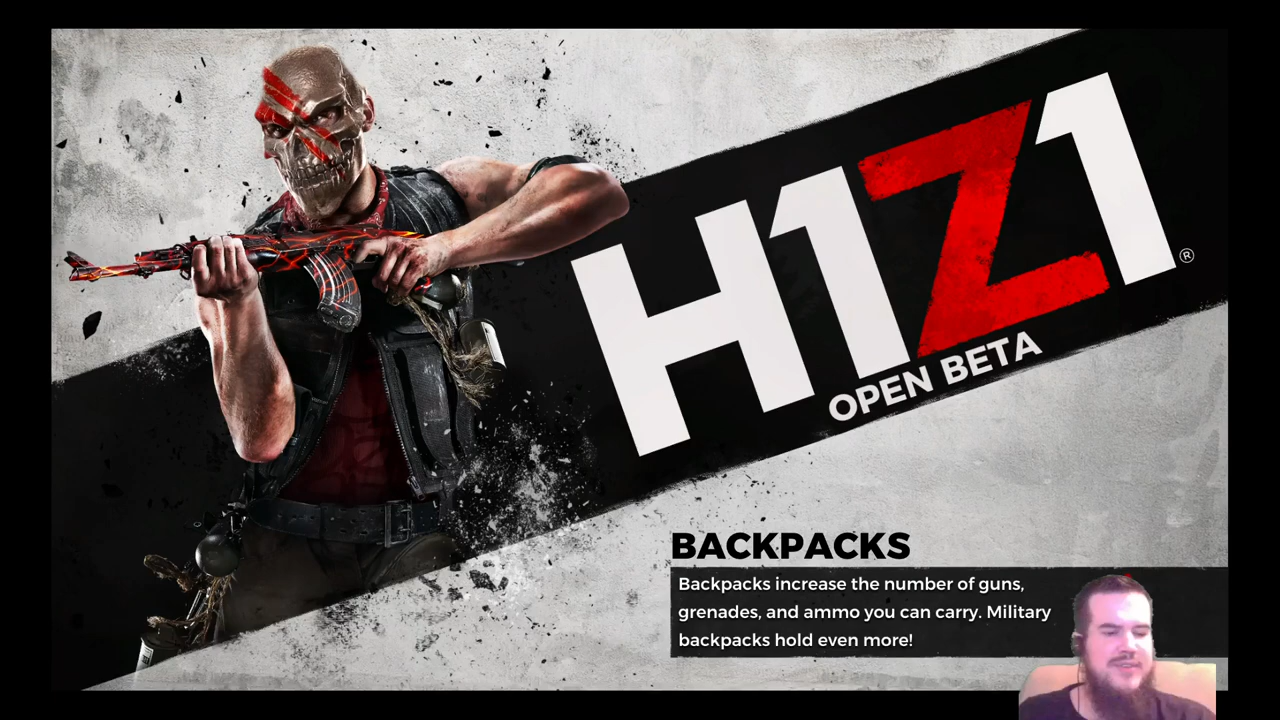 H1Z1®
OPEN BETA
BACKPACKS
Backpacks increase the number of guns,
grenades, and ammo you can carry. Military
backpacks hold even more!